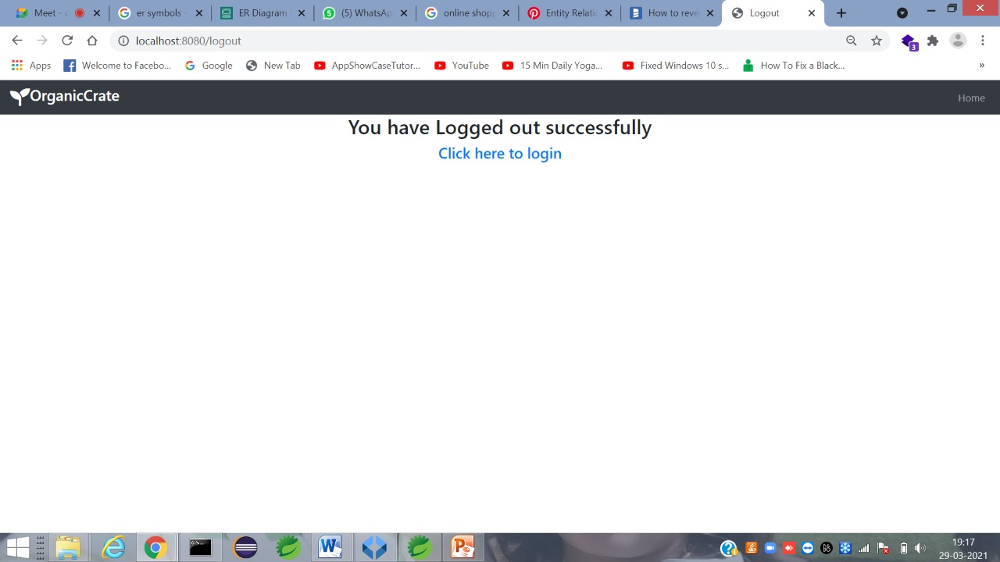 Meet - c
er symbols
ER Diagram
(5) WhatsAp
online shopp
Entity Relati
How to reve
Logout
localhost:8080/logout
3
Apps
Welcome to Facebo...
Google
New Tab
AppShowCaseTutor...
YouTube
15 Min Daily Yoga...
Fixed Windows 10 s...
How To Fix a Black...
»
OrganicCrate
Home
You have Logged out successfully
Click here to login
19:17
29-03-2021